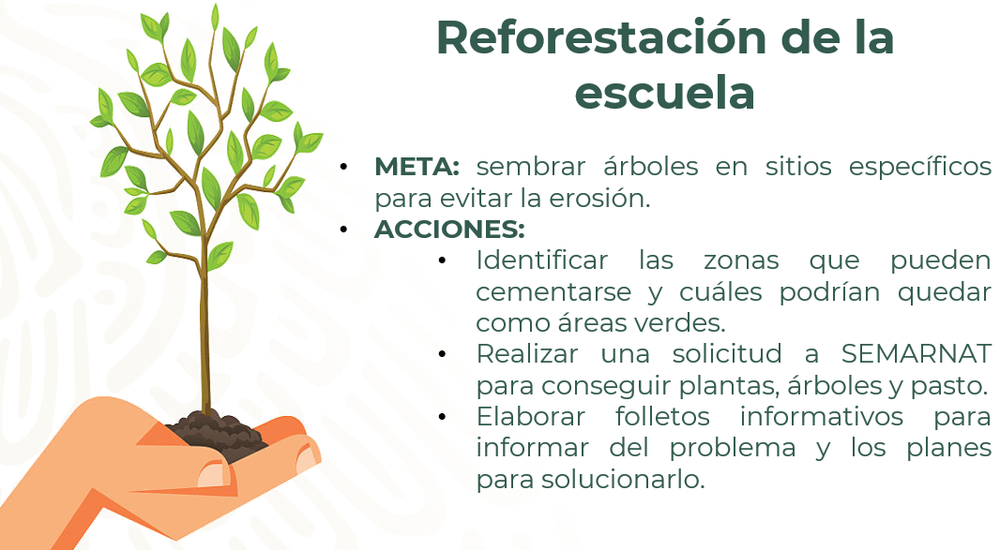 Reforestación de la
escuela
• META: sembrar árboles en sitios específicos
para evitar la erosión.
• ACCIONES:
• Identificar las zonas que pueden
cementarse y cuáles podrían quedar
como áreas verdes.
• Realizar una solicitud a SEMARNAT
para conseguir plantas, árboles y pasto.
• Elaborar folletos informativos para
informar del problema y los planes
para solucionarlo.